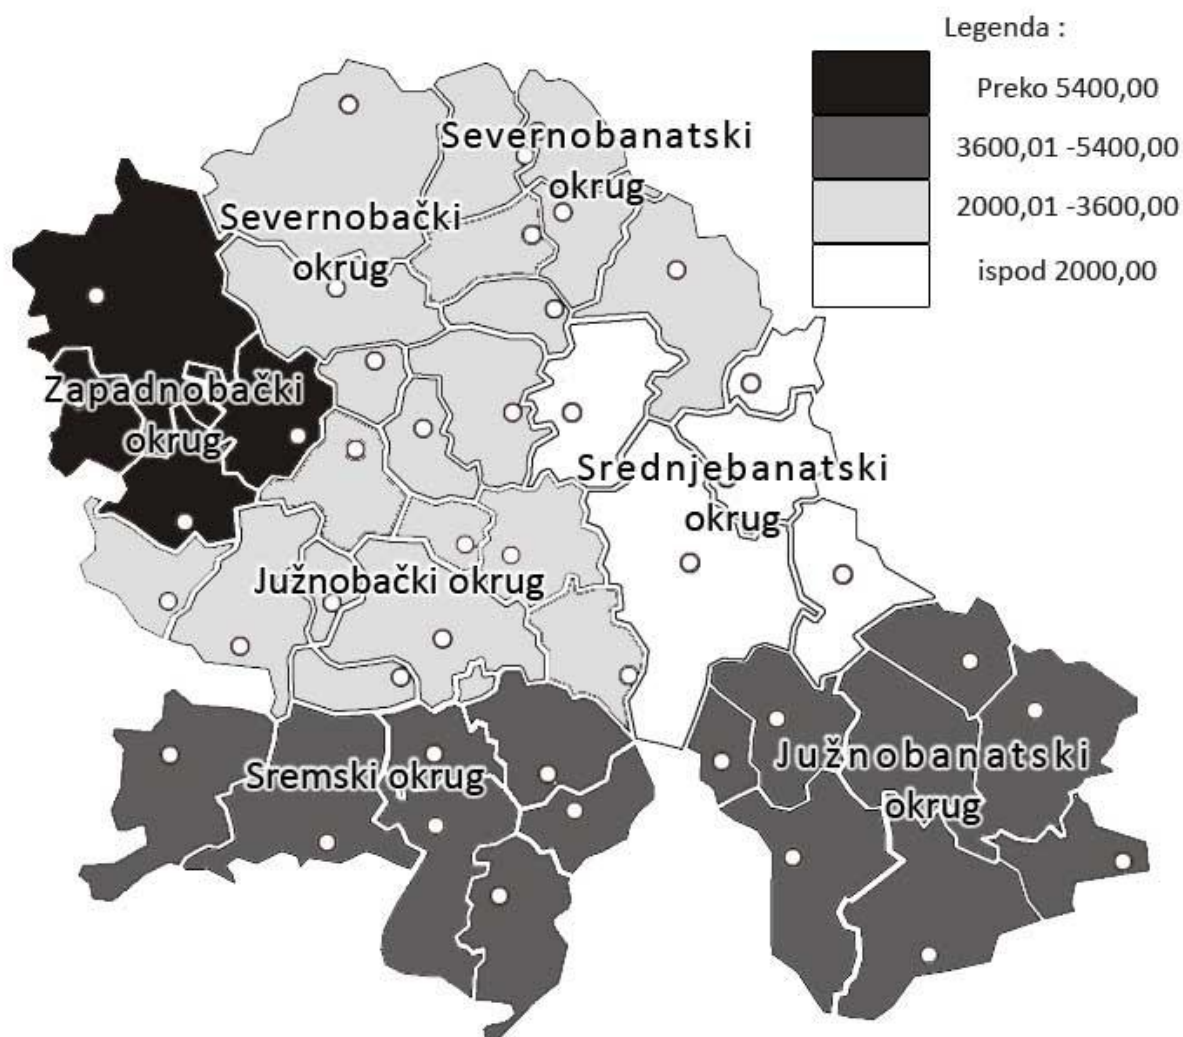 Legenda :
Preko 5400,00
3600,01 -5400,00
2000,01 -3600,00
ispod 2000,00
Severnobanatski
okrug
Severnobački
okrug
Zapadnobački
okrug
Srednjebanatski
okrug
Južnobački okrug
Sremski okrug
Južnobanatski
okrug